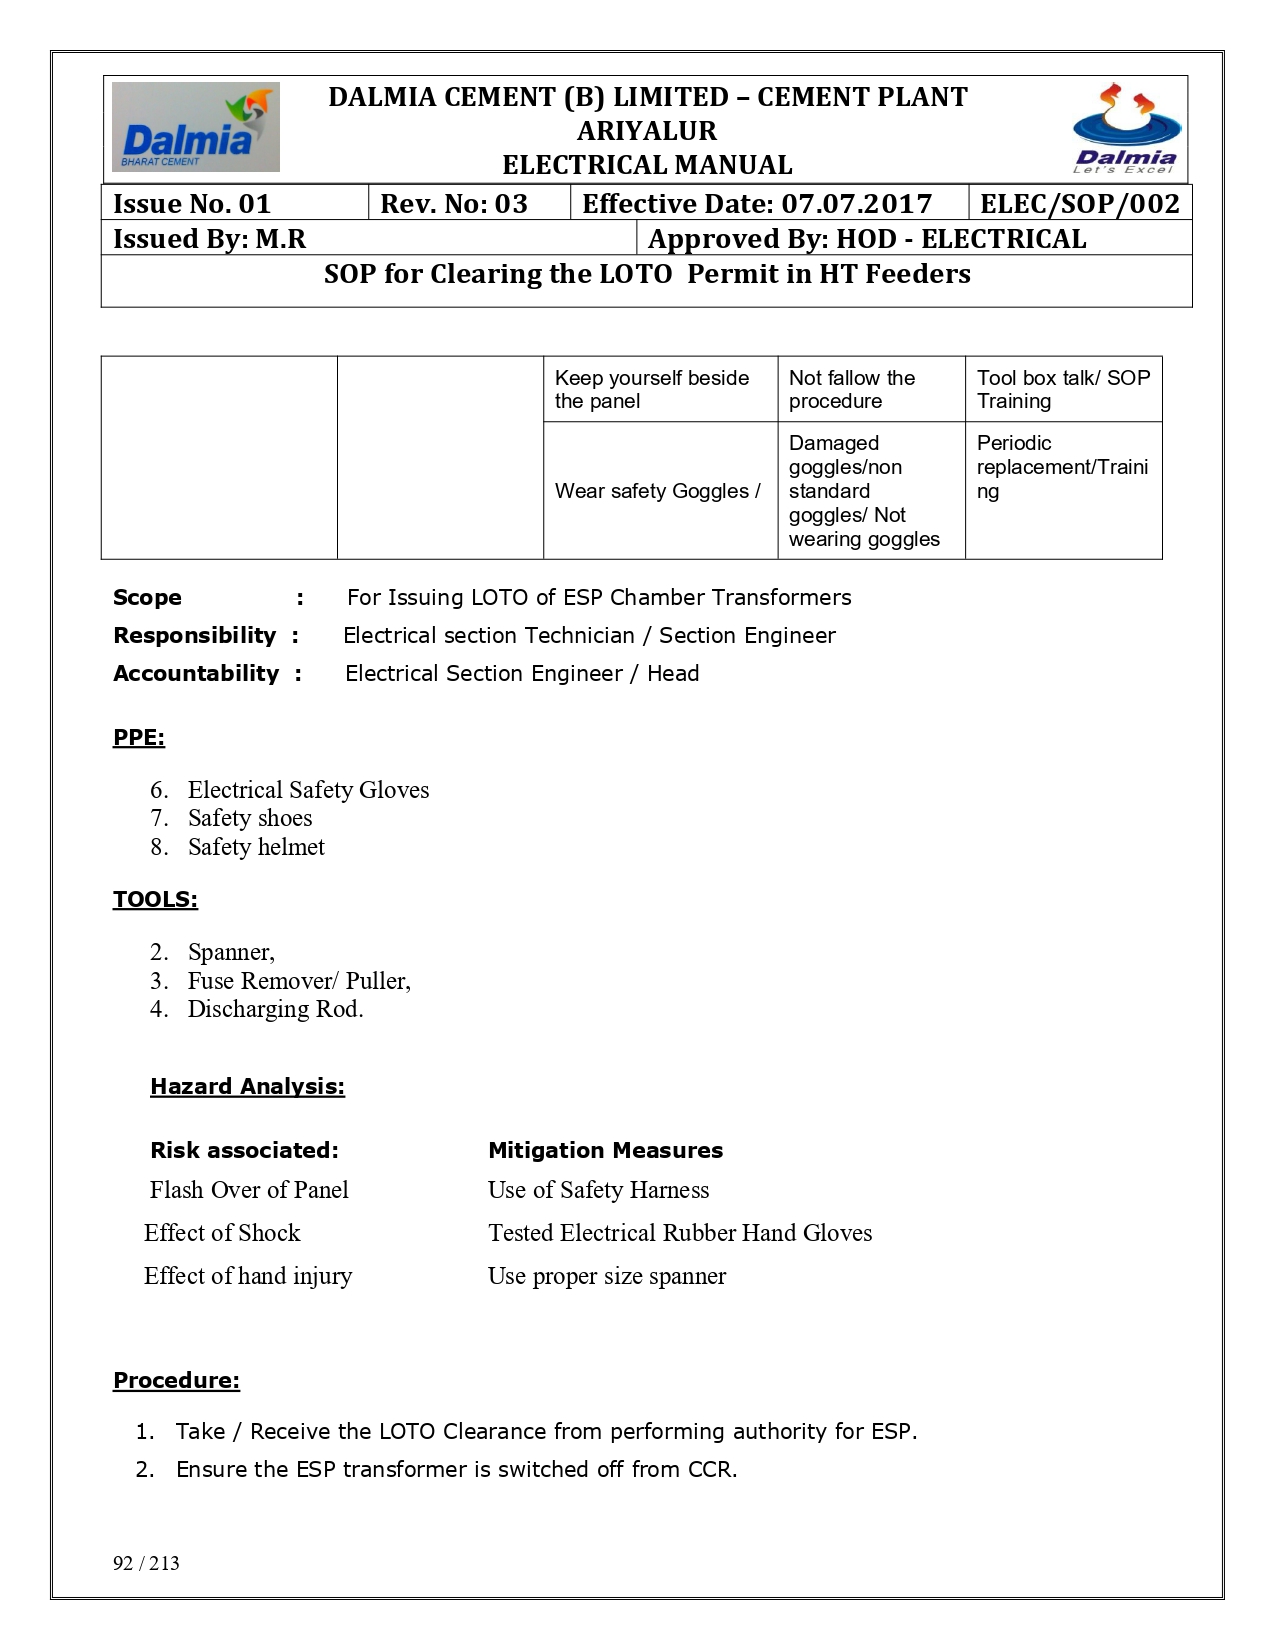 Dalmia
BHARAT CEMENT
DALMIA CEMENT (B) LIMITED – CEMENT PLANT
ARIYALUR
ELECTRICAL MANUAL
Dalmia
Let's Excel
Issue No. 01 Rev. No: 03 Effective Date: 07.07.2017 ELEC/SOP/002
Issued By: M.R Approved By: HOD - ELECTRICAL
SOP for Clearing the LOTO  Permit in HT Feeders
Keep yourself beside
the panel
Not fallow the
procedure
Tool box talk/ SOP
Training
Wear safety Goggles /
Damaged
goggles/non
standard
goggles/ Not
wearing goggles
Periodic
replacement/Traini
ng
Scope : For Issuing LOTO of ESP Chamber Transformers
Responsibility : Electrical section Technician / Section Engineer
Accountability : Electrical Section Engineer / Head
PPE:
6. Electrical Safety Gloves
7. Safety shoes
8. Safety helmet
TOOLS:
2. Spanner,
3. Fuse Remover/ Puller,
4. Discharging Rod.
Hazard Analysis:
Risk associated: Mitigation Measures
Flash Over of Panel Use of Safety Harness
Effect of Shock Tested Electrical Rubber Hand Gloves
Effect of hand injury Use proper size spanner
Procedure:
1. Take / Receive the LOTO Clearance from performing authority for ESP.
2. Ensure the ESP transformer is switched off from CCR.
92 / 213